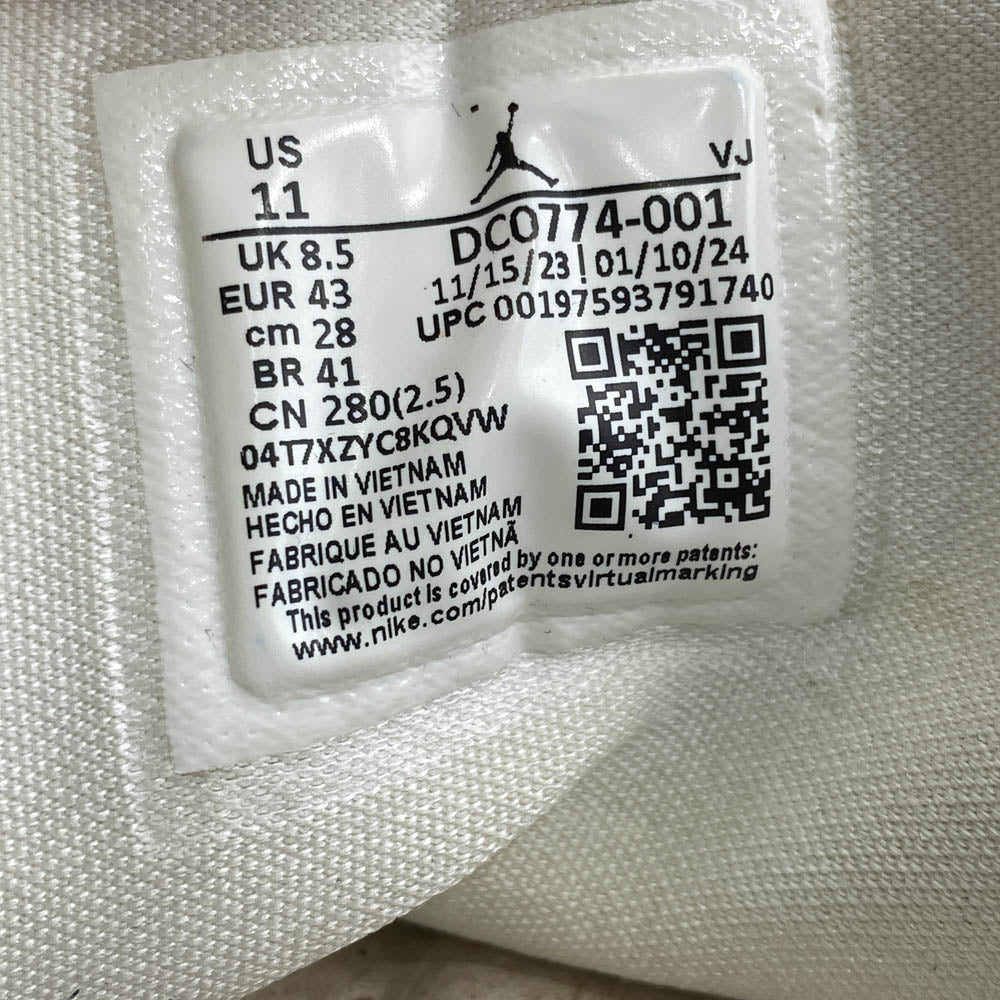 US
11
VJ
UK 8.5
EUR 43
cm 28
BR 41
CN 280(2.5)
04T7XZYC8KQVW
DC0774-001
11/15/23 | 01/10/24
UPC 00197593791740
MADE IN VIETNAM
HECHO EN VIETNAM
FABRIQUE AU VIETNAM
FABRICADO NO VIETNÃ
This product is covered by one or more patents:
www.nike.com/patentsvirtualmarking